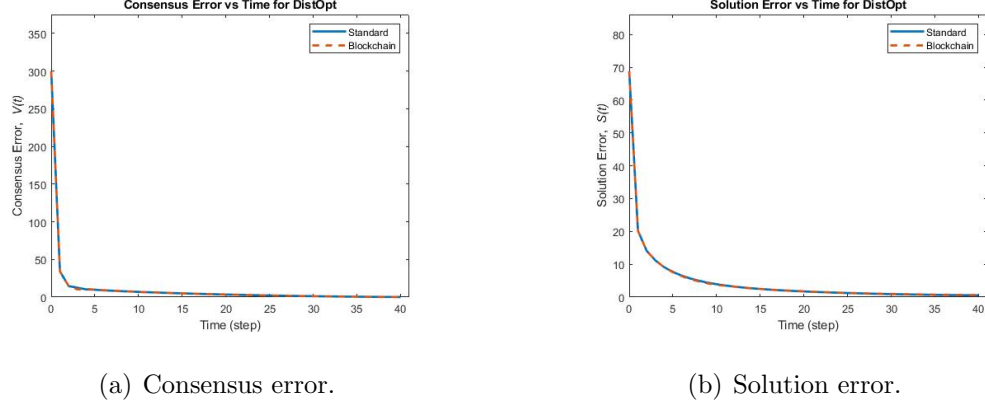 Consensus Error vs Time for DistOpt
350
300
250
200
150
100
50
0
Consensus Error, V(t)
Standard
Blockchain
0 5 10 15 20 25 30 35 40
Time (step)
(a) Consensus error.
Solution Error vs Time for DistOpt
80
70
60
50
40
30
20
10
0
Solution Error, S(t)
Standard
Blockchain
0 5 10 15 20 25 30 35 40
Time (step)
(b) Solution error.